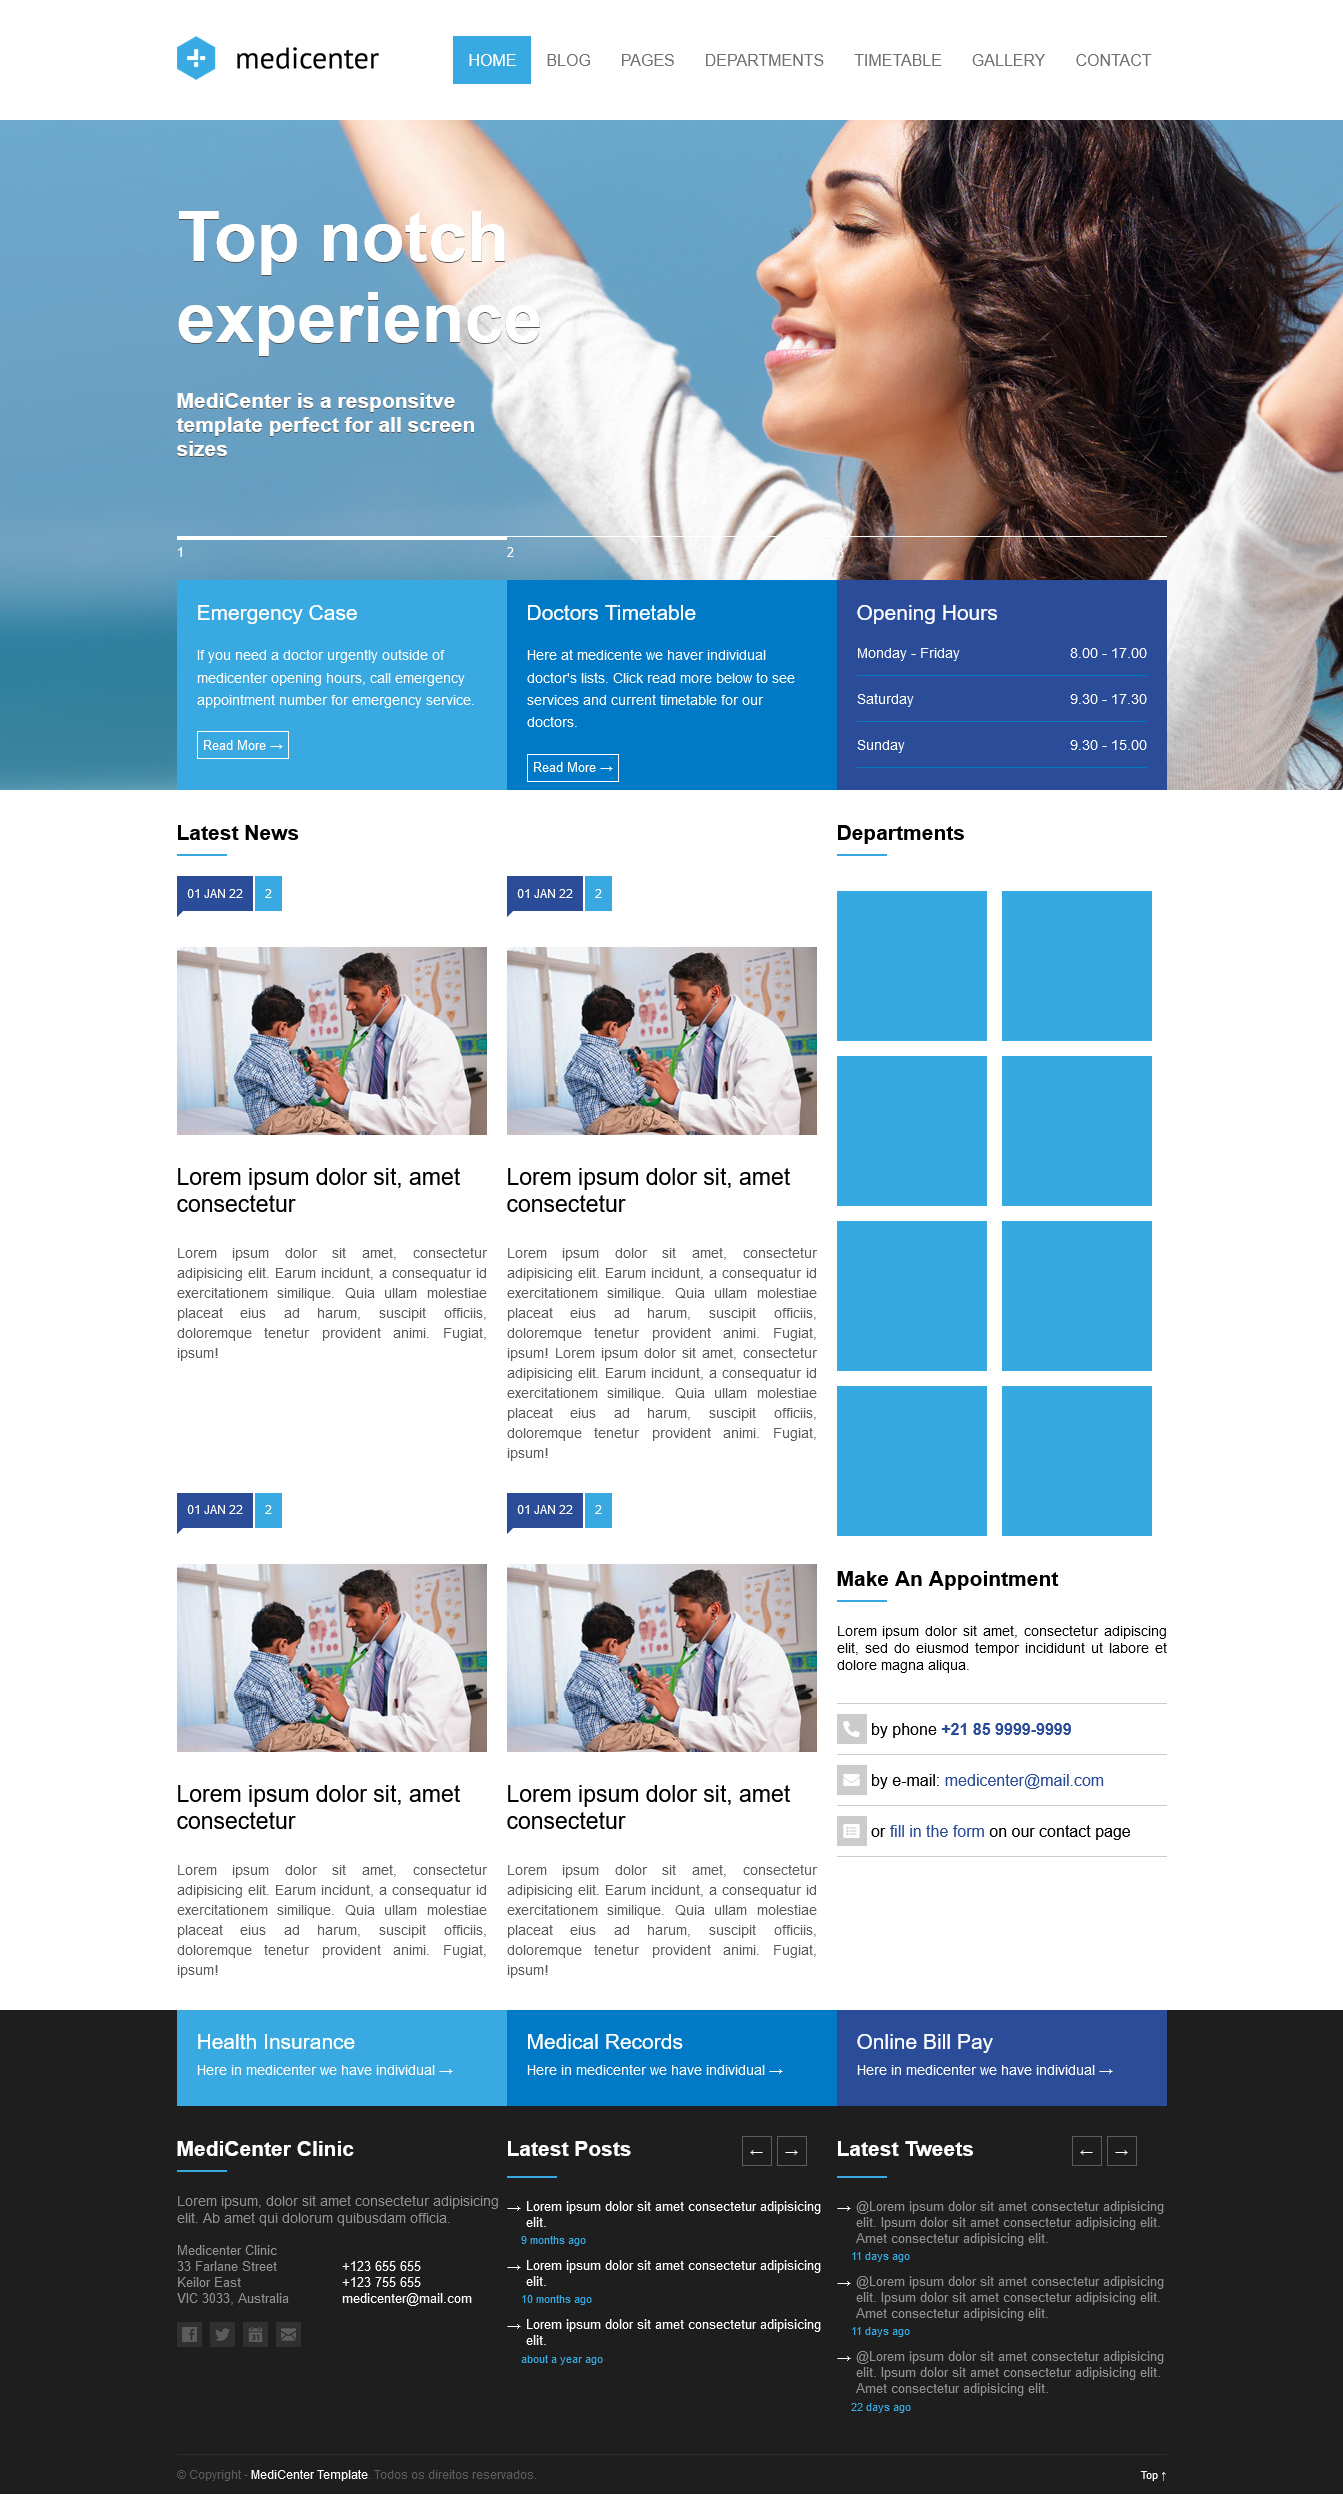 medicenter
HOME BLOG PAGES DEPARTMENTS TIMETABLE GALLERY CONTACT
Top notch
experience
MediCenter is a responsitve
template perfect for all screen
sizes
1 2
Emergency Case
If you need a doctor urgently outside of
medicenter opening hours, call emergency
appointment number for emergency service.
Read More →
Doctors Timetable
Here at medicente we haver individual
doctor's lists. Click read more below to see
services and current timetable for our
doctors.
Read More →
Opening Hours
Monday - Friday 8.00 - 17.00
Saturday 9.30 - 17.30
Sunday 9.30 - 15.00
Latest News
01 JAN 22 2
Lorem ipsum dolor sit, amet
consectetur
Lorem ipsum dolor sit amet, consectetur
adipisicing elit. Earum incidunt, a consequatur id
exercitationem similique. Quia ullam molestiae
placeat eius ad harum, suscipit officiis,
doloremque tenetur provident animi. Fugiat,
ipsum!
01 JAN 22 2
Lorem ipsum dolor sit, amet
consectetur
Lorem ipsum dolor sit amet, consectetur
adipisicing elit. Earum incidunt, a consequatur id
exercitationem similique. Quia ullam molestiae
placeat eius ad harum, suscipit officiis,
doloremque tenetur provident animi. Fugiat,
ipsum! Lorem ipsum dolor sit amet, consectetur
adipisicing elit. Earum incidunt, a consequatur id
exercitationem similique. Quia ullam molestiae
placeat eius ad harum, suscipit officiis,
doloremque tenetur provident animi. Fugiat,
ipsum!
01 JAN 22 2
Lorem ipsum dolor sit, amet
consectetur
Lorem ipsum dolor sit amet, consectetur
adipisicing elit. Earum incidunt, a consequatur id
exercitationem similique. Quia ullam molestiae
placeat eius ad harum, suscipit officiis,
doloremque tenetur provident animi. Fugiat,
ipsum!
01 JAN 22 2
Lorem ipsum dolor sit, amet
consectetur
Lorem ipsum dolor sit amet, consectetur
adipisicing elit. Earum incidunt, a consequatur id
exercitationem similique. Quia ullam molestiae
placeat eius ad harum, suscipit officiis,
doloremque tenetur provident animi. Fugiat,
ipsum!
Departments
Make An Appointment
Lorem ipsum dolor sit amet, consectetur adipiscing
elit, sed do eiusmod tempor incididunt ut labore et
dolore magna aliqua.
by phone +21 85 9999-9999
by e-mail: medicenter@mail.com
or fill in the form on our contact page
Health Insurance
Here in medicenter we have individual →
Medical Records
Here in medicenter we have individual →
Online Bill Pay
Here in medicenter we have individual →
MediCenter Clinic
Lorem ipsum, dolor sit amet consectetur adipisicing
elit. Ab amet qui dolorum quibusdam officia.
Medicenter Clinic
33 Farlane Street +123 655 655
Keilor East +123 755 655
VIC 3033, Australia medicenter@mail.com
31
Latest Posts ← →
→ Lorem ipsum dolor sit amet consectetur adipisicing
elit.
9 months ago
→ Lorem ipsum dolor sit amet consectetur adipisicing
elit.
10 months ago
→ Lorem ipsum dolor sit amet consectetur adipisicing
elit.
about a year ago
Latest Tweets ← →
→ @Lorem ipsum dolor sit amet consectetur adipisicing
elit. Ipsum dolor sit amet consectetur adipisicing elit.
Amet consectetur adipisicing elit.
11 days ago
→ @Lorem ipsum dolor sit amet consectetur adipisicing
elit. Ipsum dolor sit amet consectetur adipisicing elit.
Amet consectetur adipisicing elit.
11 days ago
→ @Lorem ipsum dolor sit amet consectetur adipisicing
elit. Ipsum dolor sit amet consectetur adipisicing elit.
Amet consectetur adipisicing elit.
22 days ago
© Copyright - MediCenter Template. Todos os direitos reservados.
Top ↑